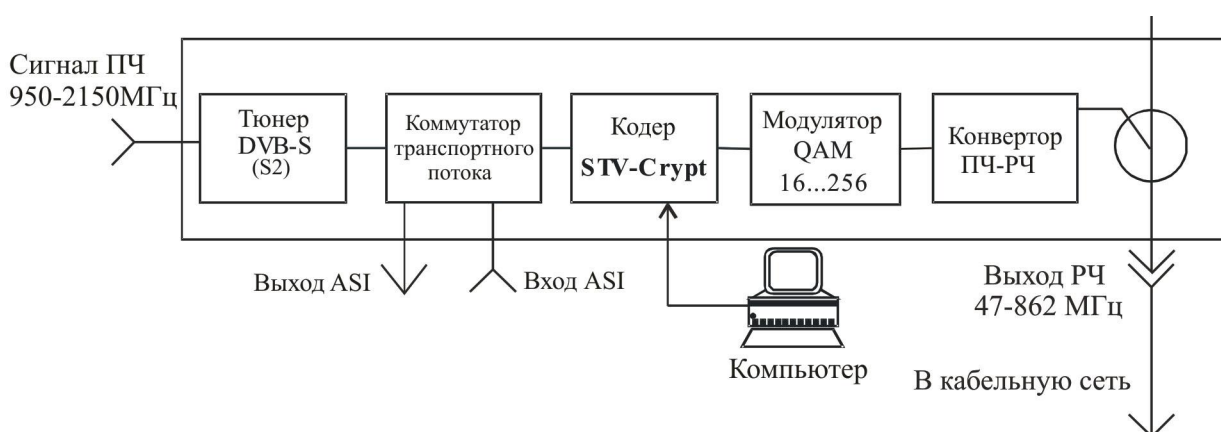 Сигнал ПЧ
950-2150МГц
Тюнер
DVB-S
(S2)
Коммутатор
транспортного
потока
Кодер
STV-Crypt
Модулятор
QAM
16...256
Конвертор
ПЧ-РЧ
Выход ASI
Вход ASI
Компьютер
Выход РЧ
47-862 МГц
В кабельную сеть